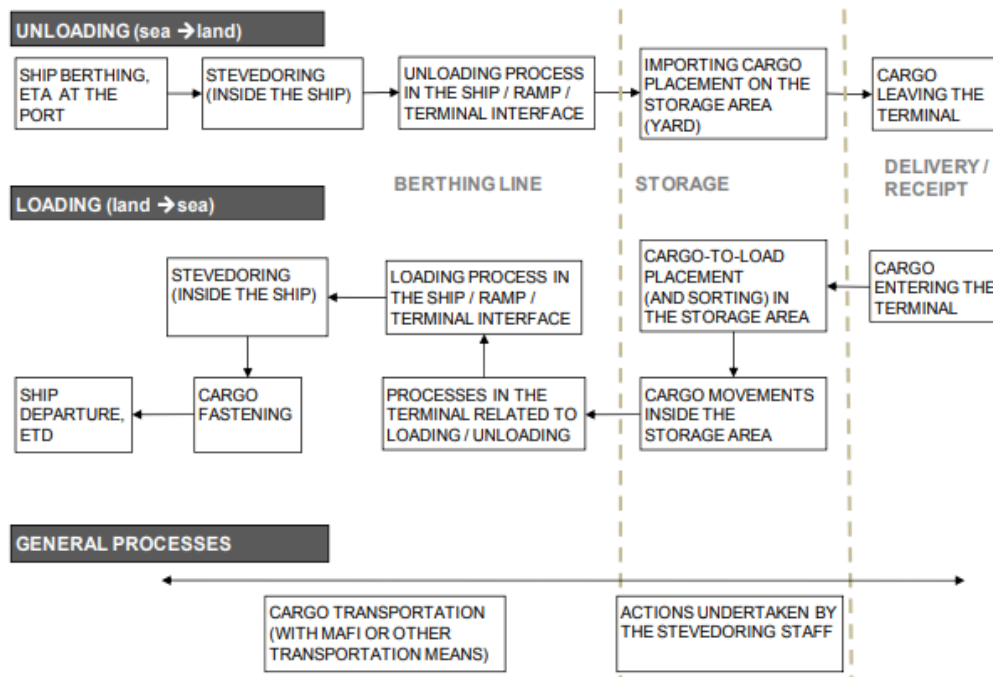 UNLOADING (sea →land)
SHIP BERTHING,
ETA AT THE
PORT
STEVEDORING
(INSIDE THE SHIP)
UNLOADING PROCESS
IN THE SHIP / RAMP /
TERMINAL INTERFACE
IMPORTING CARGO
PLACEMENT ON THE
STORAGE AREA
(YARD)
CARGO
LEAVING THE
TERMINAL
BERTHING LINE
STORAGE
DELIVERY /
RECEIPT
LOADING (land →sea)
STEVEDORING
(INSIDE THE SHIP)
LOADING PROCESS IN
THE SHIP / RAMP /
TERMINAL INTERFACE
CARGO-TO-LOAD
PLACEMENT
(AND SORTING) IN
THE STORAGE AREA
CARGO
ENTERING THE
TERMINAL
SHIP
DEPARTURE,
ETD
CARGO
FASTENING
PROCESSES IN THE
TERMINAL RELATED TO
LOADING / UNLOADING
CARGO MOVEMENTS
INSIDE THE
STORAGE AREA
GENERAL PROCESSES
CARGO TRANSPORTATION
(WITH MAFI OR OTHER
TRANSPORTATION MEANS)
ACTIONS UNDERTAKEN BY
THE STEVEDORING STAFF